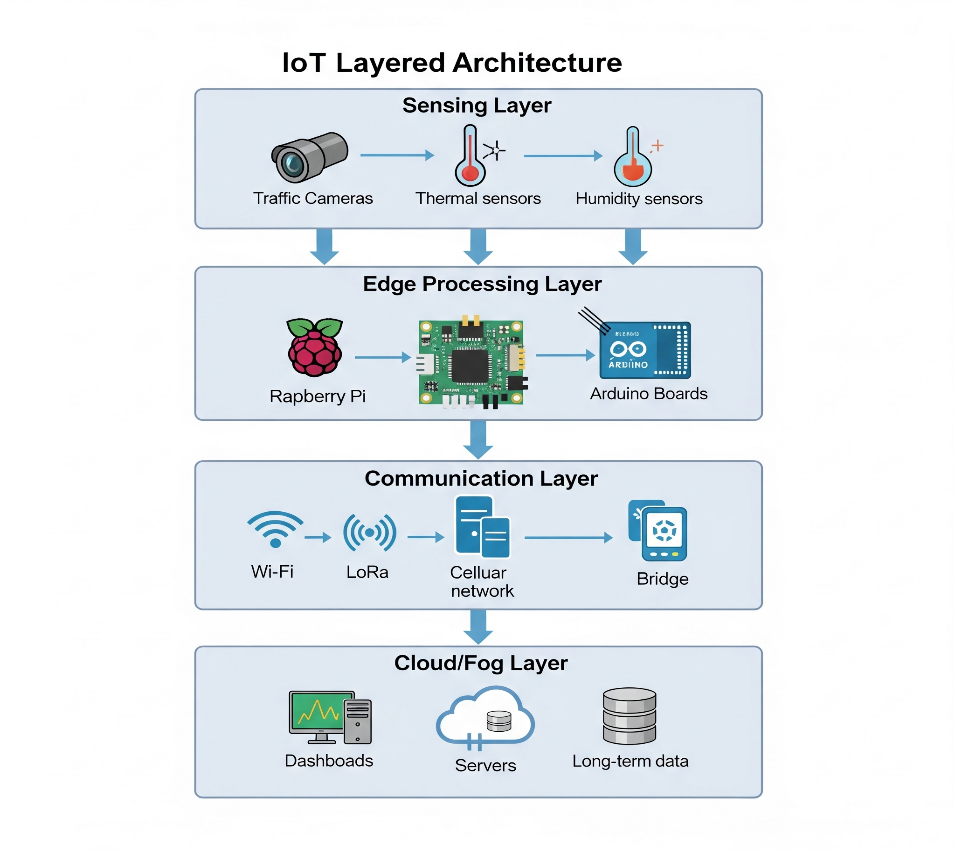 IoT Layered Architecture
Sensing Layer
Traffic Cameras
Thermal sensors
Humidity sensors
Edge Processing Layer
Rapberry Pi
ARDUINO
Arduino Boards
Communication Layer
Wi-Fi
LoRa
Celluar
network
Bridge
Cloud/Fog Layer
Dashboads
Servers
Long-term data